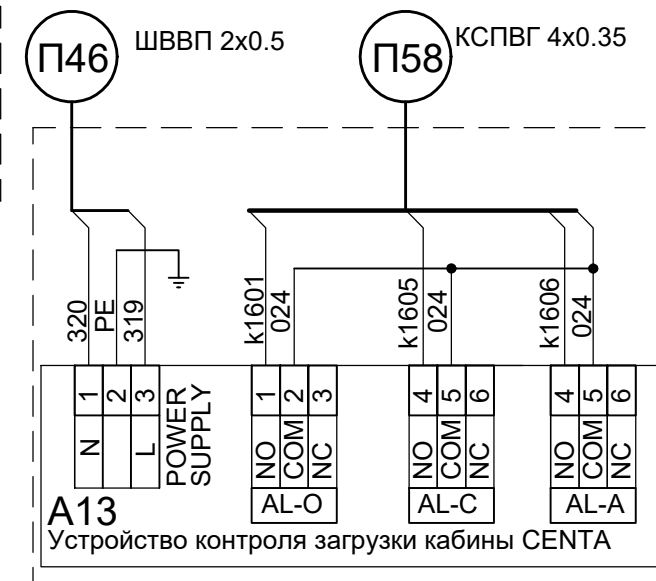 П46
ШВВП 2x0.5
П58
КСПВГ 4x0.35
320
PE
319
k1601
024
k1605
024
k1606
024
1
2
3
1
2
3
4
5
6
4
5
6
N
L
POWER
SUPPLY
NO
COM
NC
NO
COM
NC
NO
COM
NC
AL-O
AL-C
AL-A
A13
Устройство контроля загрузки кабины CENTA